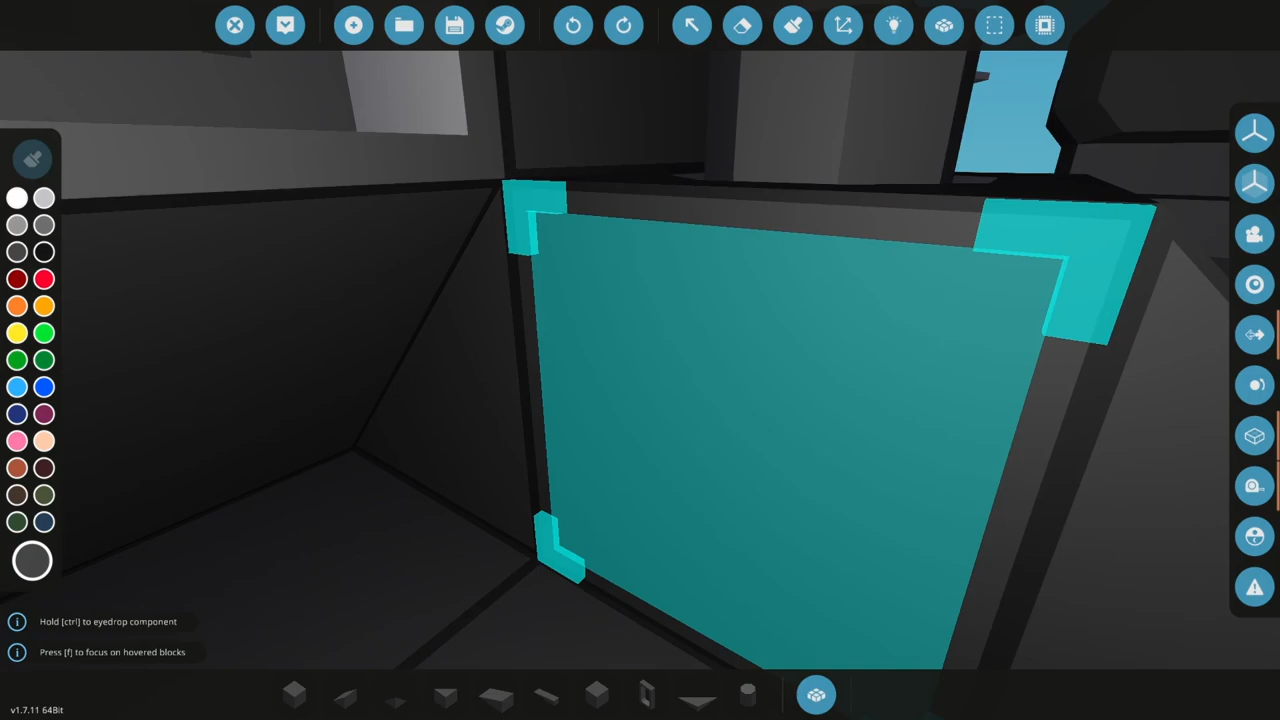 Hold [ctrl] to eyedrop component
Press [f] to focus on hovered blocks
v1.7.11 64Bit